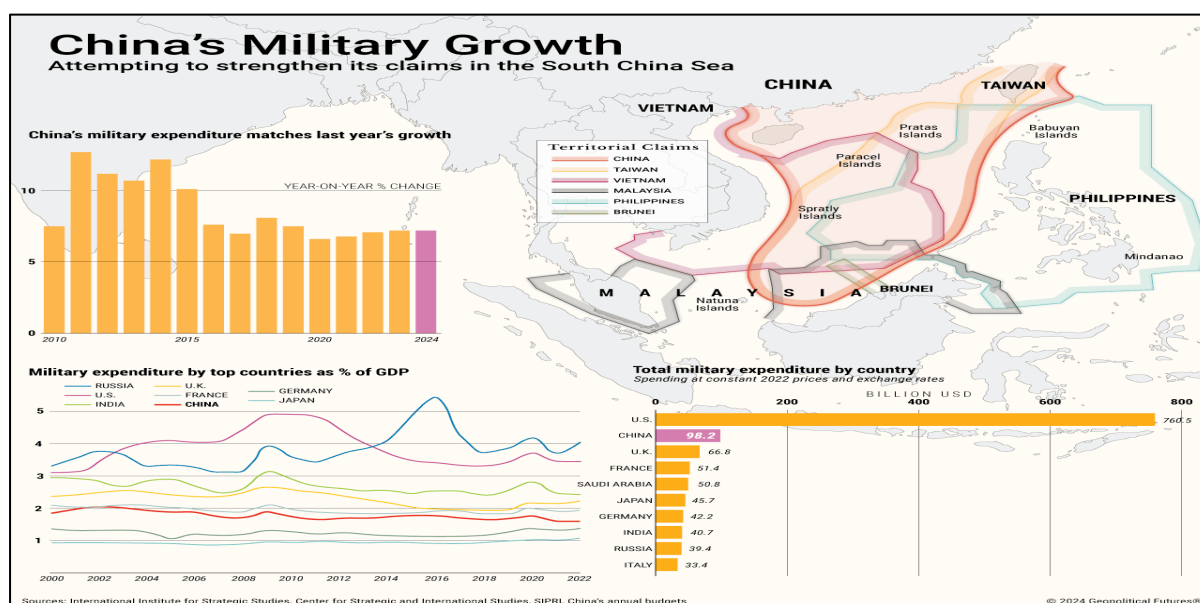 China's Military Growth
Attempting to strengthen its claims in the South China Sea
China's military expenditure matches last year's growth
YEAR-ON-YEAR % CHANGE
10
5
0
2010
2015
2020
2024
CHINA
VIETNAM
TAIWAN
Pratas
Islands
Babuyan
Islands
Territorial Claims
CHINA
TAIWAN
VIETNAM
MALAYSIA
PHILIPPINES
BRUNEI
Paracel
Islands
Spratly
Islands
PHILIPPINES
Mindanao
MALAYSIA
Natuna
Islands
BRUNEI
Military expenditure by top countries as % of GDP
RUSSIA
U.S.
INDIA
U.K.
FRANCE
CHINA
GERMANY
JAPAN
5
4
3
2
1
2000
2002
2004
2006
2008
2010
2012
2014
2016
2018
2020
2022
Total military expenditure by country
Spending at constant 2022 prices and exchange rates
BILLION USD
0 200 400 600 800
U.S. 760.5
CHINA 98.2
U.K. 66.8
FRANCE 51.4
SAUDI ARABIA 50.8
JAPAN 45.7
GERMANY 42.2
INDIA 40.7
RUSSIA 39.4
ITALY 33.4
Sources: International Institute for Strategic Studies, Center for Strategic and International Studies, SIPRI, China's annual budgets
© 2024 Geopolitical Futures®